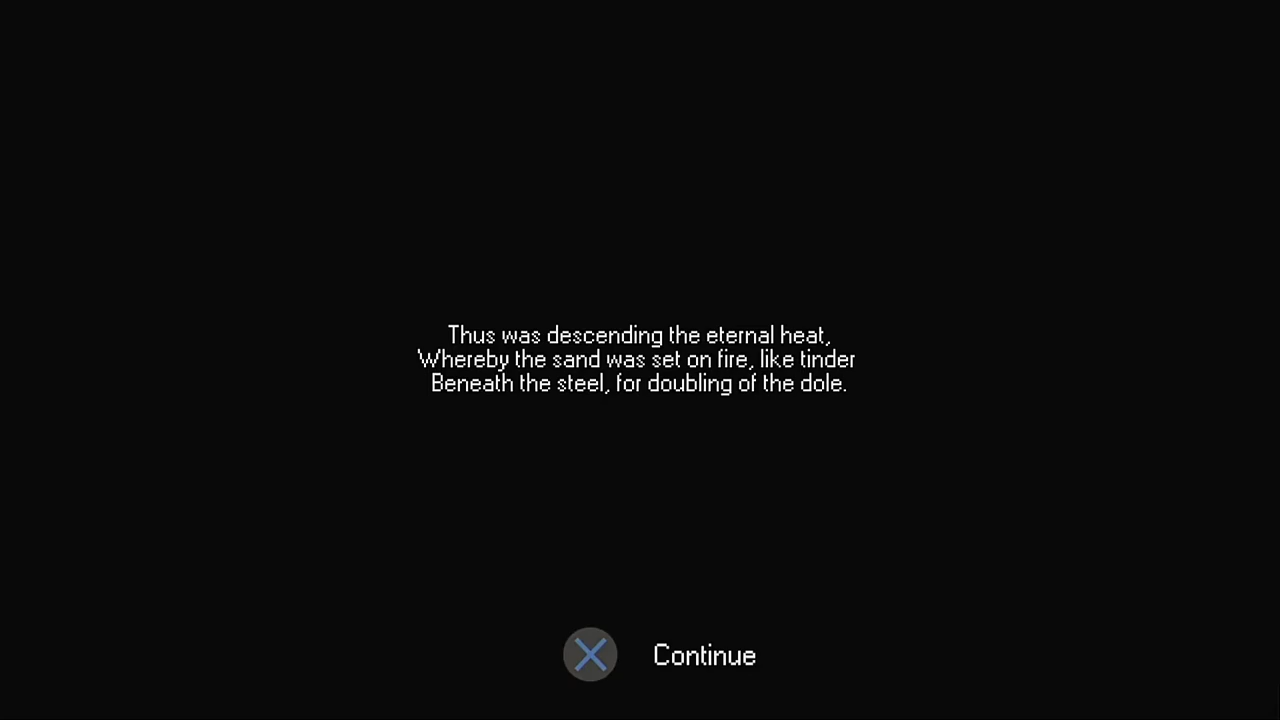 Thus was descending the eternal heat,
Whereby the sand was set on fire, like tinder
Beneath the steel, for doubling of the dole.
Continue